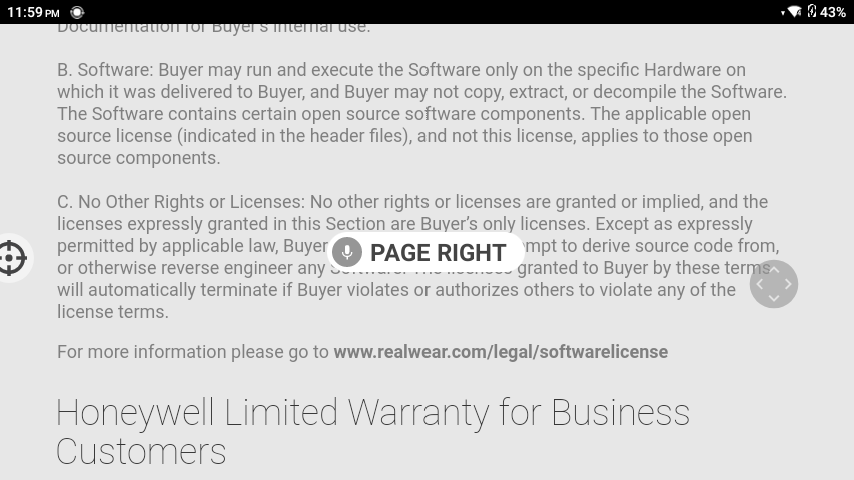 11:59 PM
43%
Documentation for Buyer's internal use.
B. Software: Buyer may run and execute the Software only on the specific Hardware on
which it was delivered to Buyer, and Buyer may not copy, extract, or decompile the Software.
The Software contains certain open source software components. The applicable open
source license (indicated in the header files), and not this license, applies to those open
source components.
C. No Other Rights or Licenses: No other rights or licenses are granted or implied, and the
licenses expressly granted in this Section are Buyer's only licenses. Except as expressly
permitted by applicable law, Buyer
PAGE RIGHT
to derive source code from,
or otherwise reverse engineer any Software. The licenses granted to Buyer by these terms
will automatically terminate if Buyer violates or authorizes others to violate any of the
license terms.
For more information please go to www.realwear.com/legal/softwarelicense
Honeywell Limited Warranty for Business
Customers